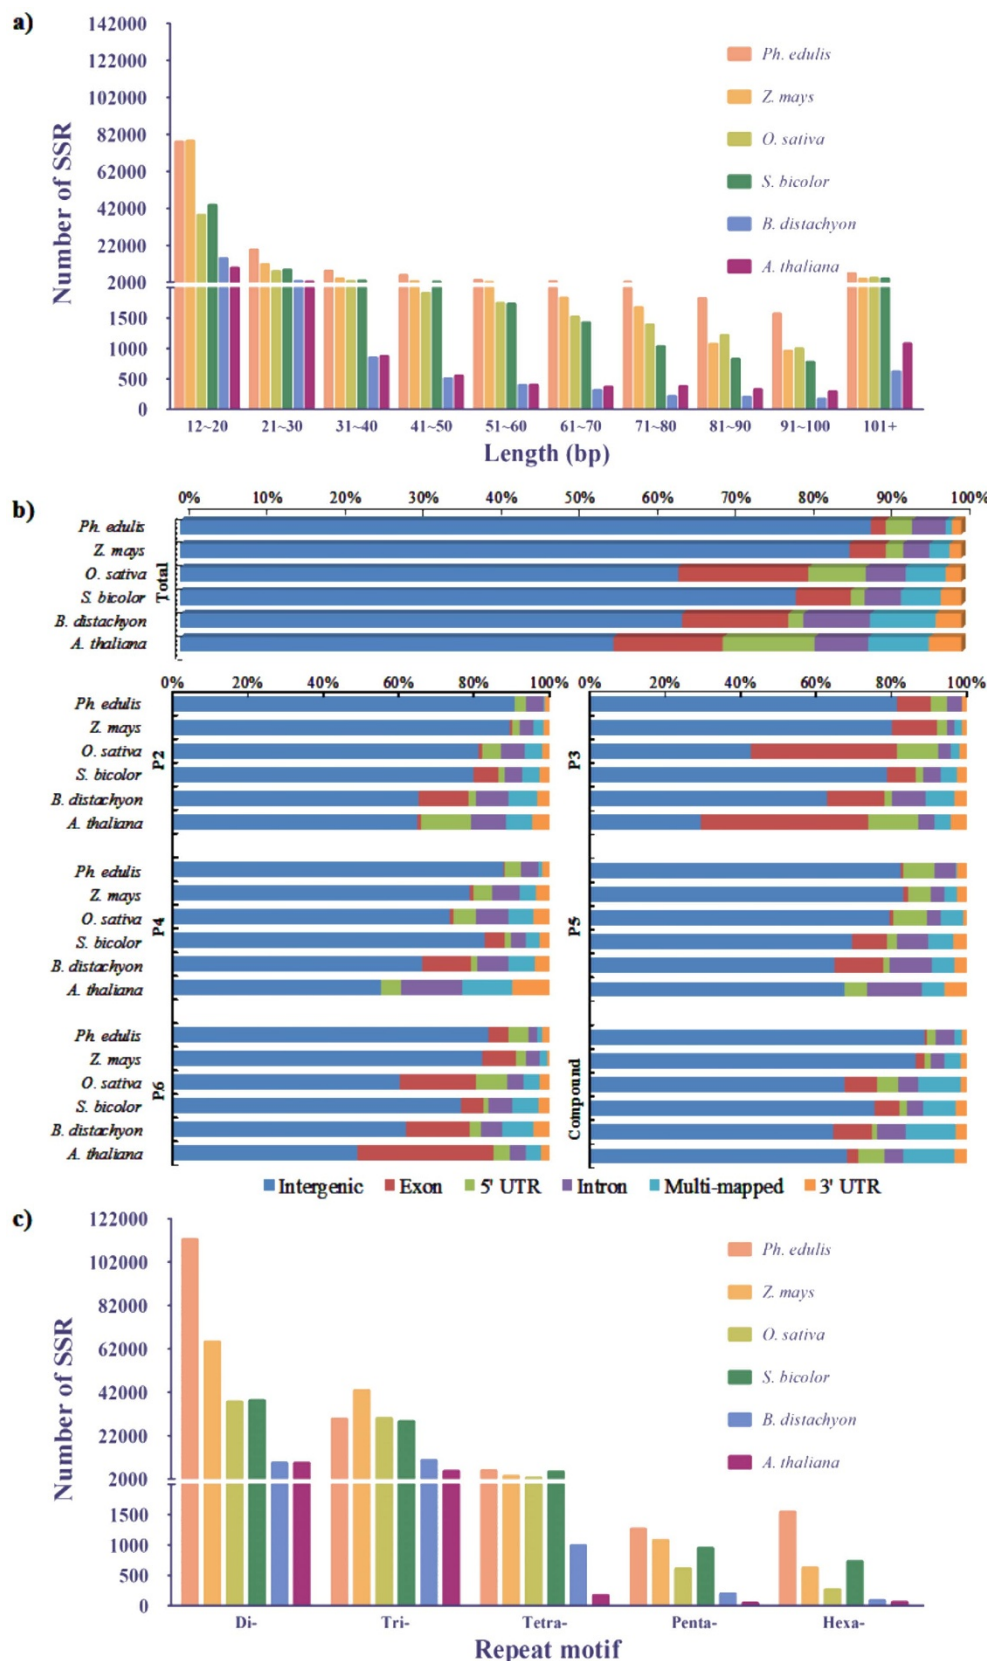 a)
Number of SSR
142000
122000
102000
82000
62000
42000
22000
2000
1500
1000
500
0
Ph. edulis
Z. mays
O. sativa
S. bicolor
B. distachyon
A. thaliana
12~20 21~30 31~40 41~50 51~60 61~70 71~80 81~90 91~100 101+
Length (bp)
b)
0% 10% 20% 30% 40% 50% 60% 70% 80% 90% 100%
Total
Ph. edulis
Z. mays
O. sativa
S. bicolor
B. distachyon
A. thaliana
0% 20% 40% 60% 80% 100%
0% 20% 40% 60% 80% 100%
P2
Ph. edulis
Z. mays
O. sativa
S. bicolor
B. distachyon
A. thaliana
P3
P4
Ph. edulis
Z. mays
O. sativa
S. bicolor
B. distachyon
A. thaliana
P5
P6
Ph. edulis
Z. mays
O. sativa
S. bicolor
B. distachyon
A. thaliana
Compound
Intergenic Exon 5' UTR Intron Multi-mapped 3' UTR
c)
Number of SSR
122000
102000
82000
62000
42000
22000
2000
1500
1000
500
0
Ph. edulis
Z. mays
O. sativa
S. bicolor
B. distachyon
A. thaliana
Di- Tri- Tetra- Penta- Hexa-
Repeat motif